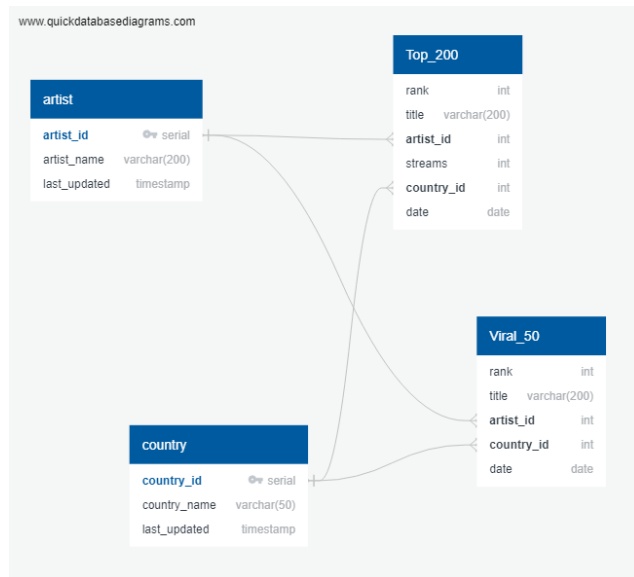 www.quickdatabasediagrams.com
artist
artist_id serial
artist_name varchar(200)
last_updated timestamp
Top_200
rank int
title varchar(200)
artist_id int
streams int
country_id int
date date
Viral_50
rank int
title varchar(200)
artist_id int
country_id int
date date
country
country_id serial
country_name varchar(50)
last_updated timestamp